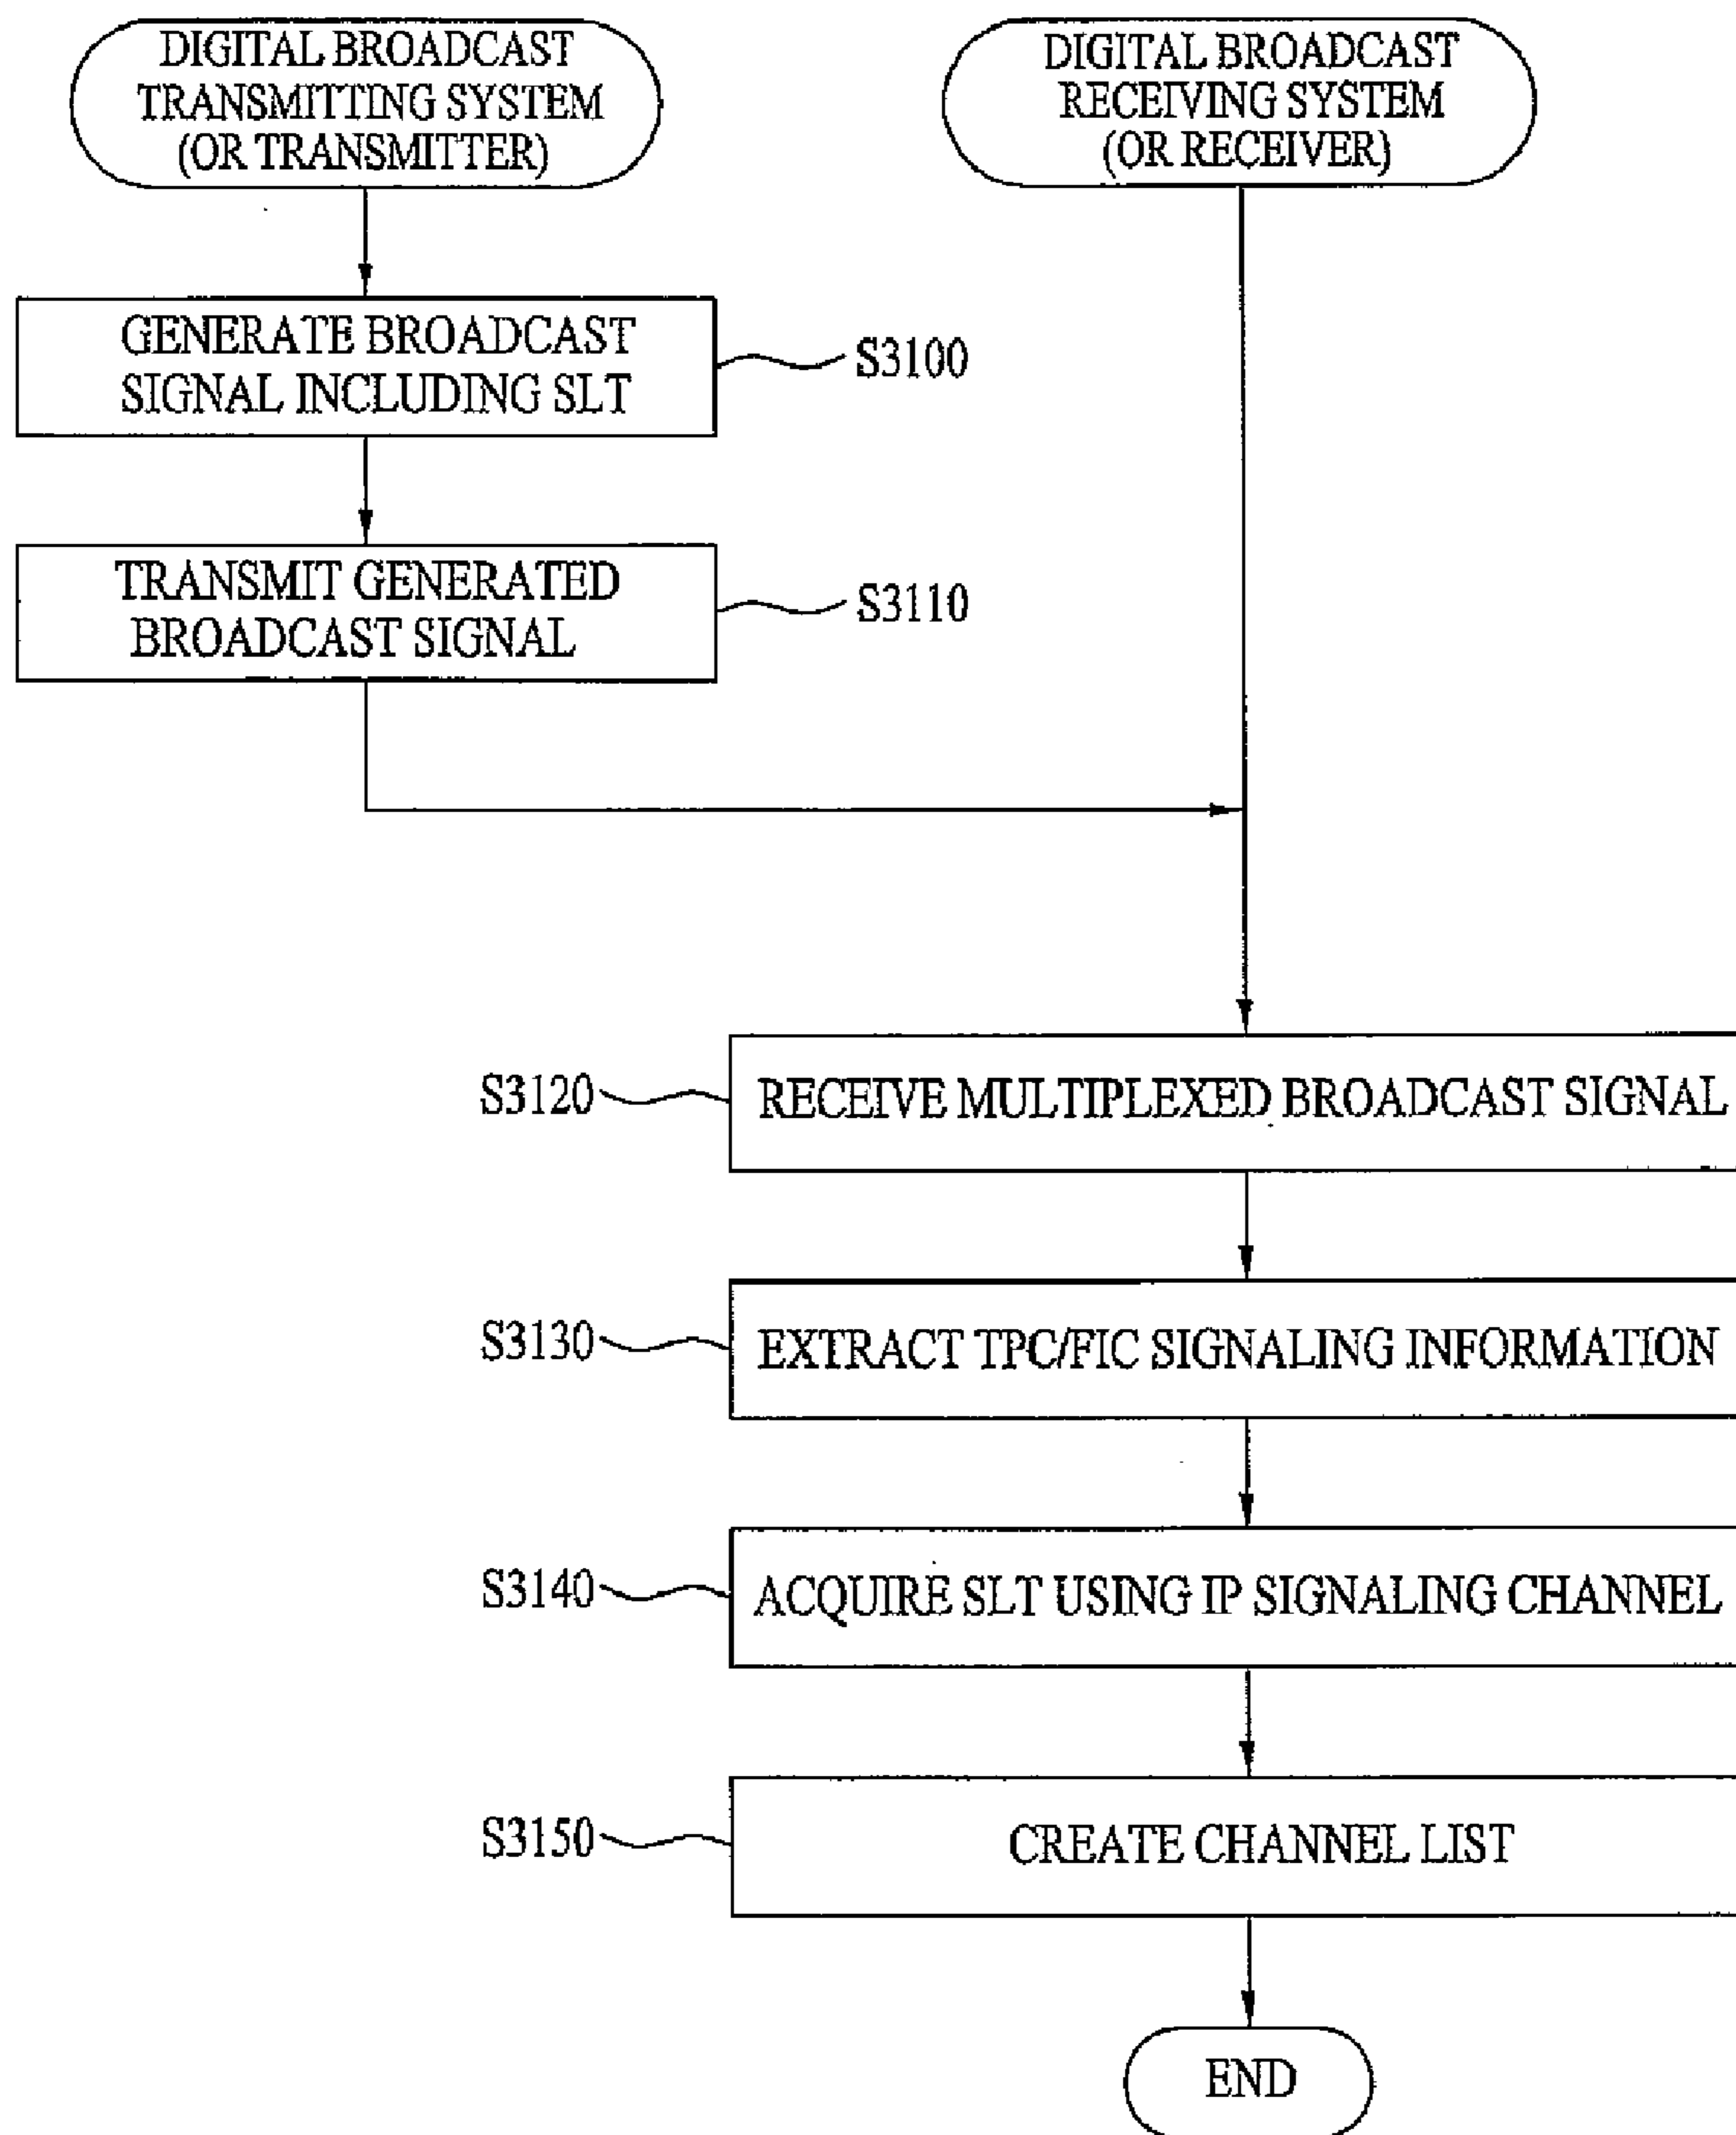 DIGITAL BROADCAST
TRANSMITTING SYSTEM
(OR TRANSMITTER)
DIGITAL BROADCAST
RECEIVING SYSTEM
(OR RECEIVER)
GENERATE BROADCAST
SIGNAL INCLUDING SLT
S3100
TRANSMIT GENERATED
BROADCAST SIGNAL
S3110
S3120
RECEIVE MULTIPLEXED BROADCAST SIGNAL
S3130
EXTRACT TPC/FIC SIGNALING INFORMATION
S3140
ACQUIRE SLT USING IP SIGNALING CHANNEL
S3150
CREATE CHANNEL LIST
END